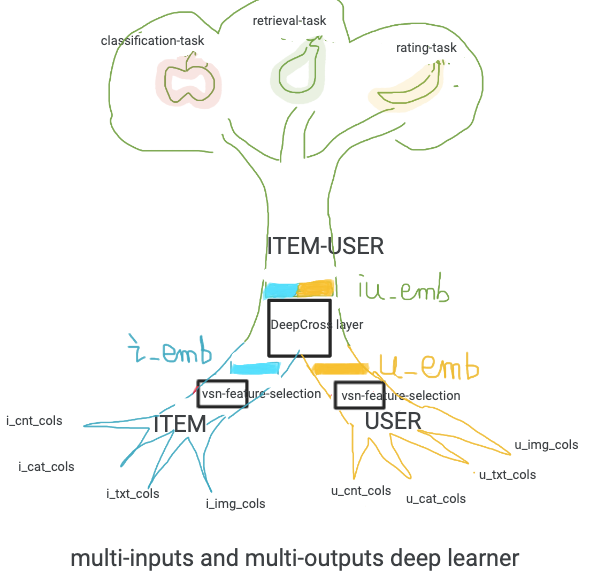 retrieval-task
classification-task
rating-task
ITEM-USER
iu_emb
DeepCross layer
i_emb
u_emb
vsn-feature-selection
vsn-feature-selection
ITEM
USER
i_cnt_cols
i_cat_cols
i_txt_cols
i_img_cols
u_cnt_cols
u_cat_cols
u_txt_cols
u_img_cols
multi-inputs and multi-outputs deep learner